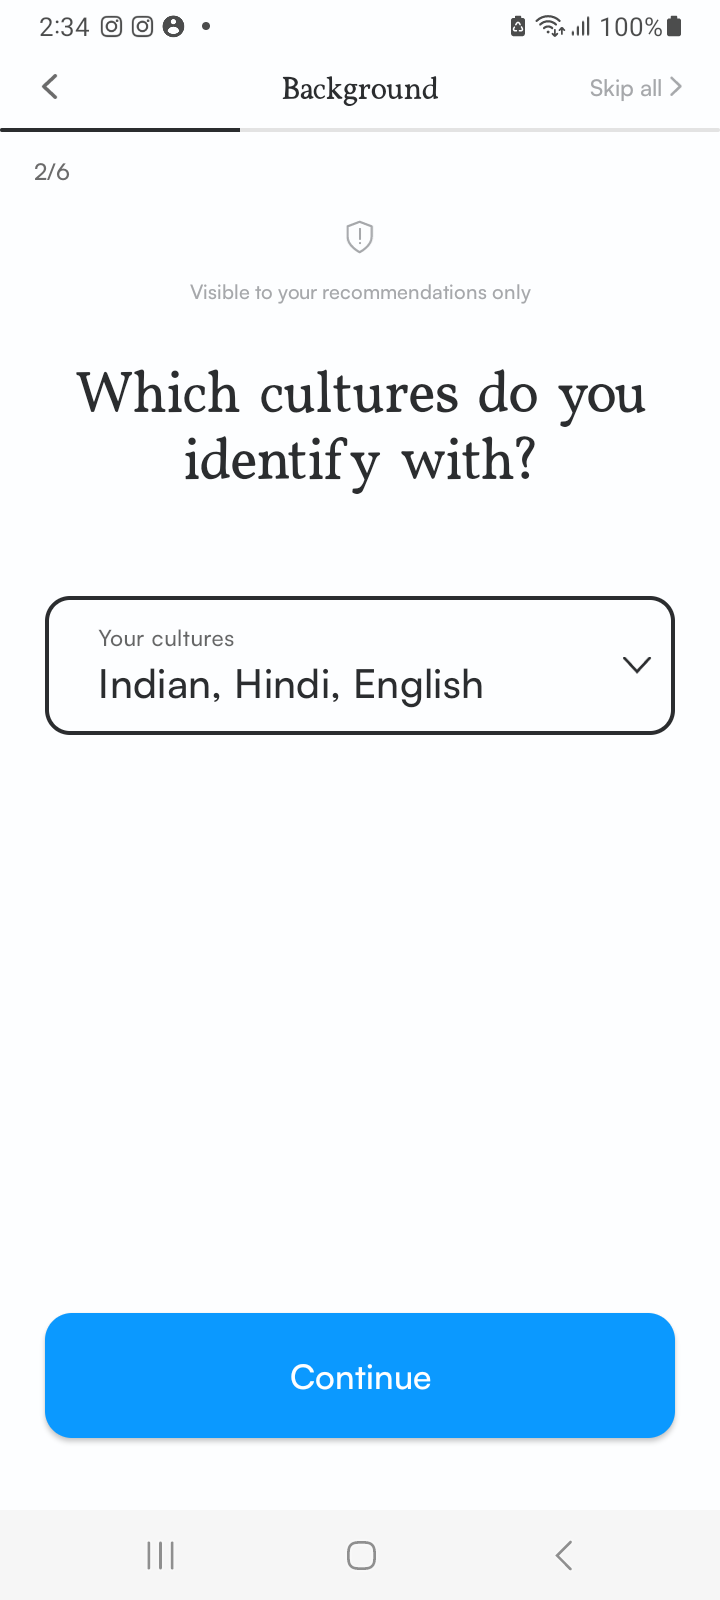 2:34
100%
Background
Skip all
2/6
Visible to your recommendations only
Which cultures do you
identify with?
Your cultures
Indian, Hindi, English
Continue